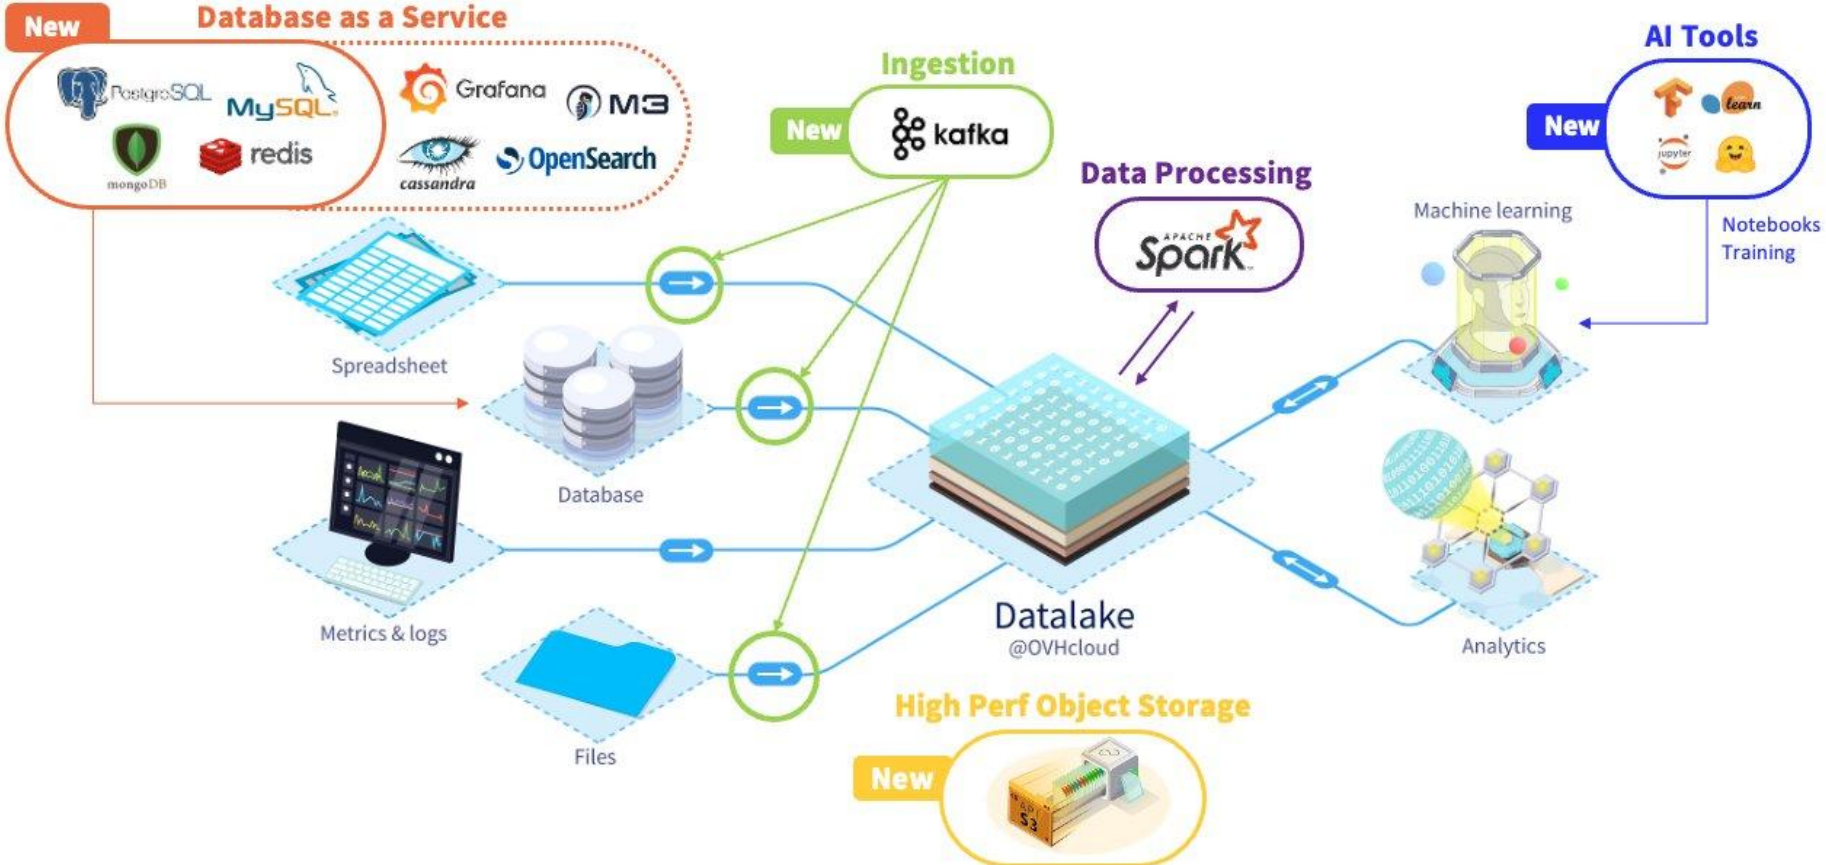 New
Database as a Service
PostgreSQL
MySQL
Grafana
M3
mongoDB
redis
cassandra
OpenSearch
Ingestion
New
kafka
Data Processing
APACHE
Spark
AI Tools
New
learn
jupyter
Notebooks
Training
Machine learning
Spreadsheet
Database
Metrics & logs
Files
Datalake
@OVHcloud
Analytics
High Perf Object Storage
New
API
S3